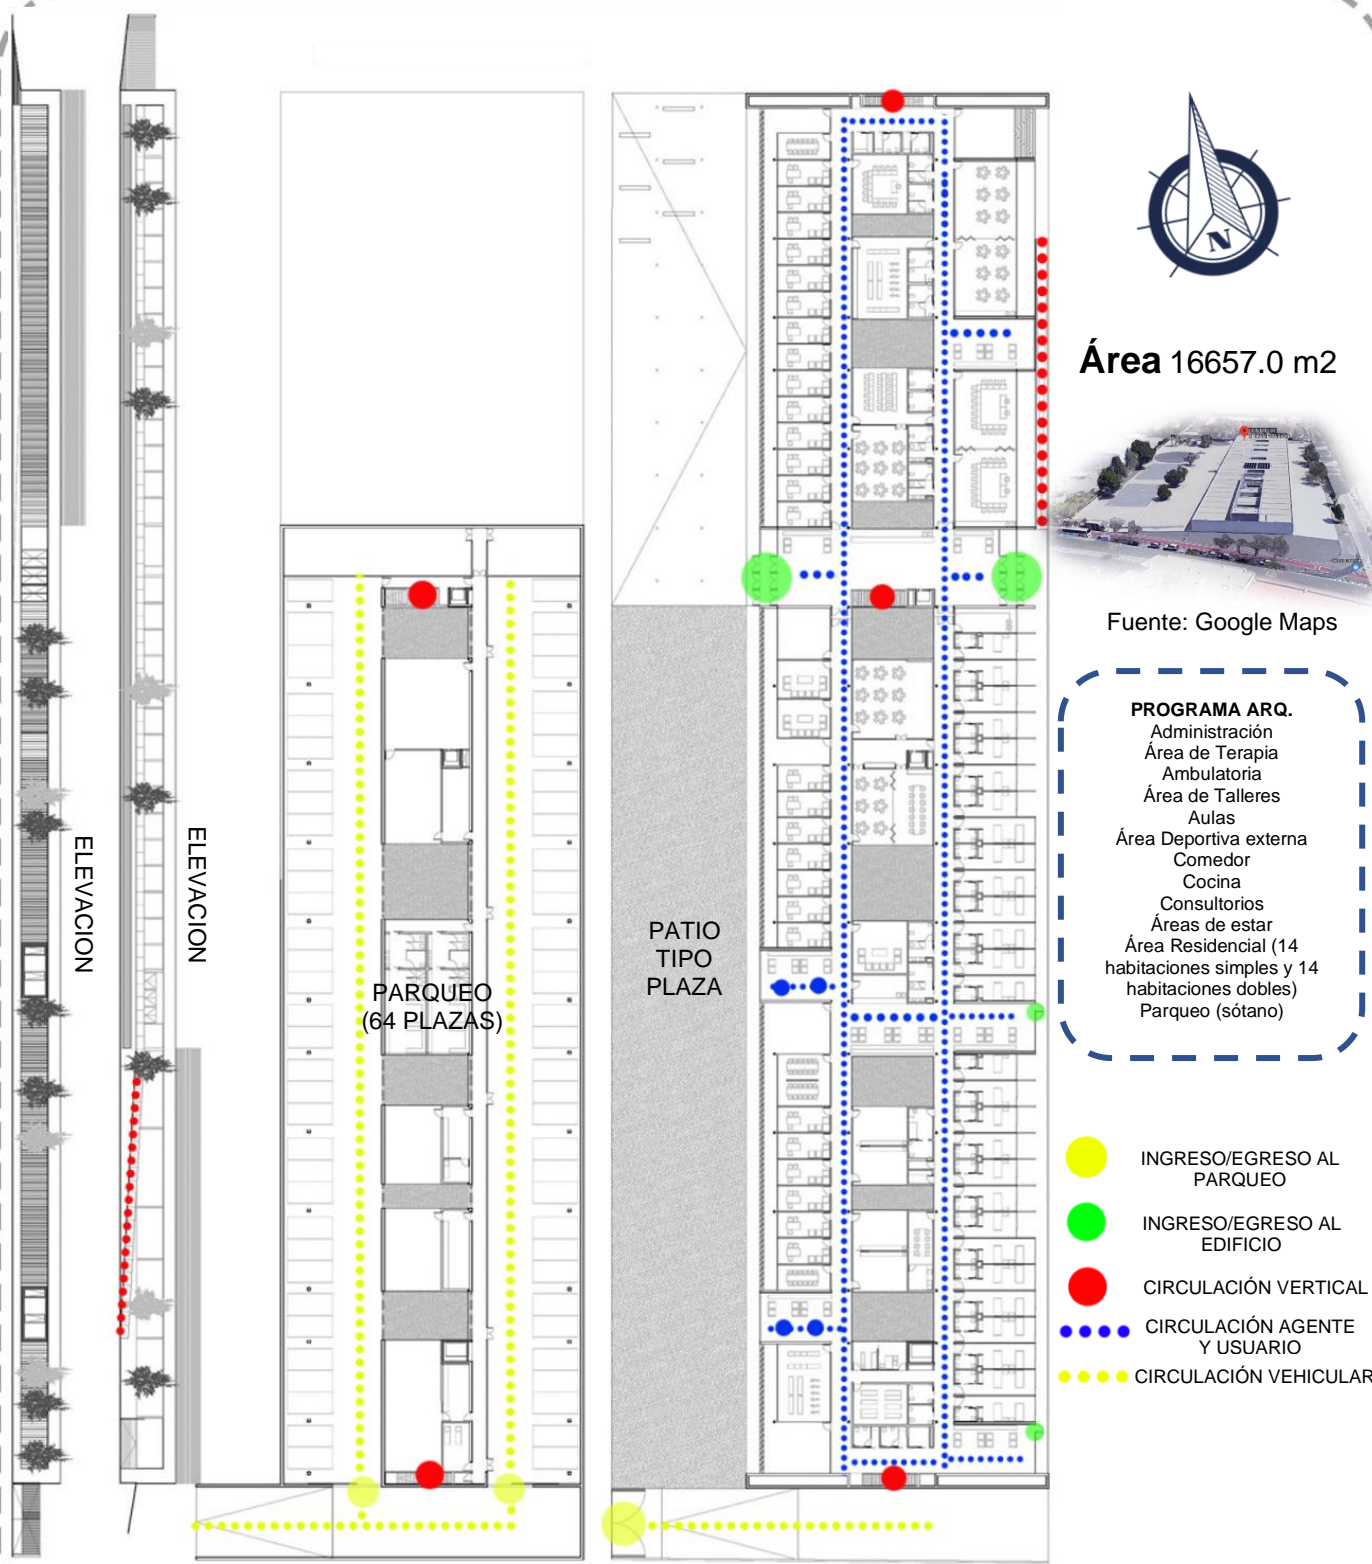 ELEVACION
ELEVACION
PARQUEO
(64 PLAZAS)
PATIO
TIPO
PLAZA
N
Área 16657.0 m2
Fuente: Google Maps
PROGRAMA ARQ.
Administración
Área de Terapia
Ambulatoria
Área de Talleres
Aulas
Área Deportiva externa
Comedor
Cocina
Consultorios
Áreas de estar
Área Residencial (14
habitaciones simples y 14
habitaciones dobles)
Parqueo (sótano)
INGRESO/EGRESO AL
PARQUEO
INGRESO/EGRESO AL
EDIFICIO
CIRCULACIÓN VERTICAL
CIRCULACIÓN AGENTE
Y USUARIO
CIRCULACIÓN VEHICULAR